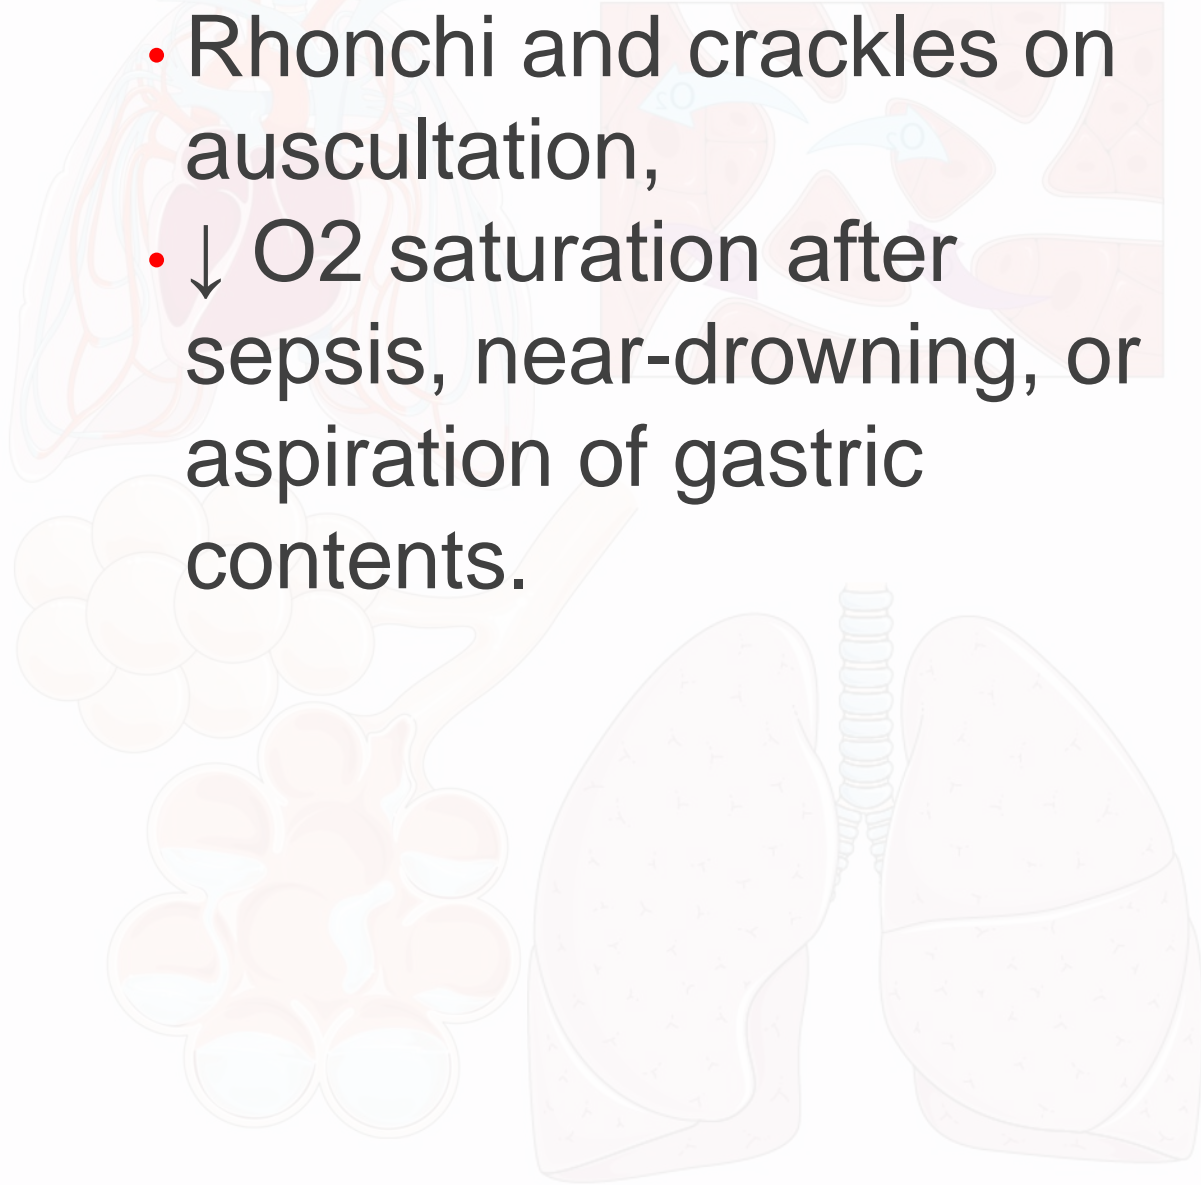 • Rhonchi and crackles on
auscultation,
• ↓ O2 saturation after
sepsis, near-drowning, or
aspiration of gastric
contents.